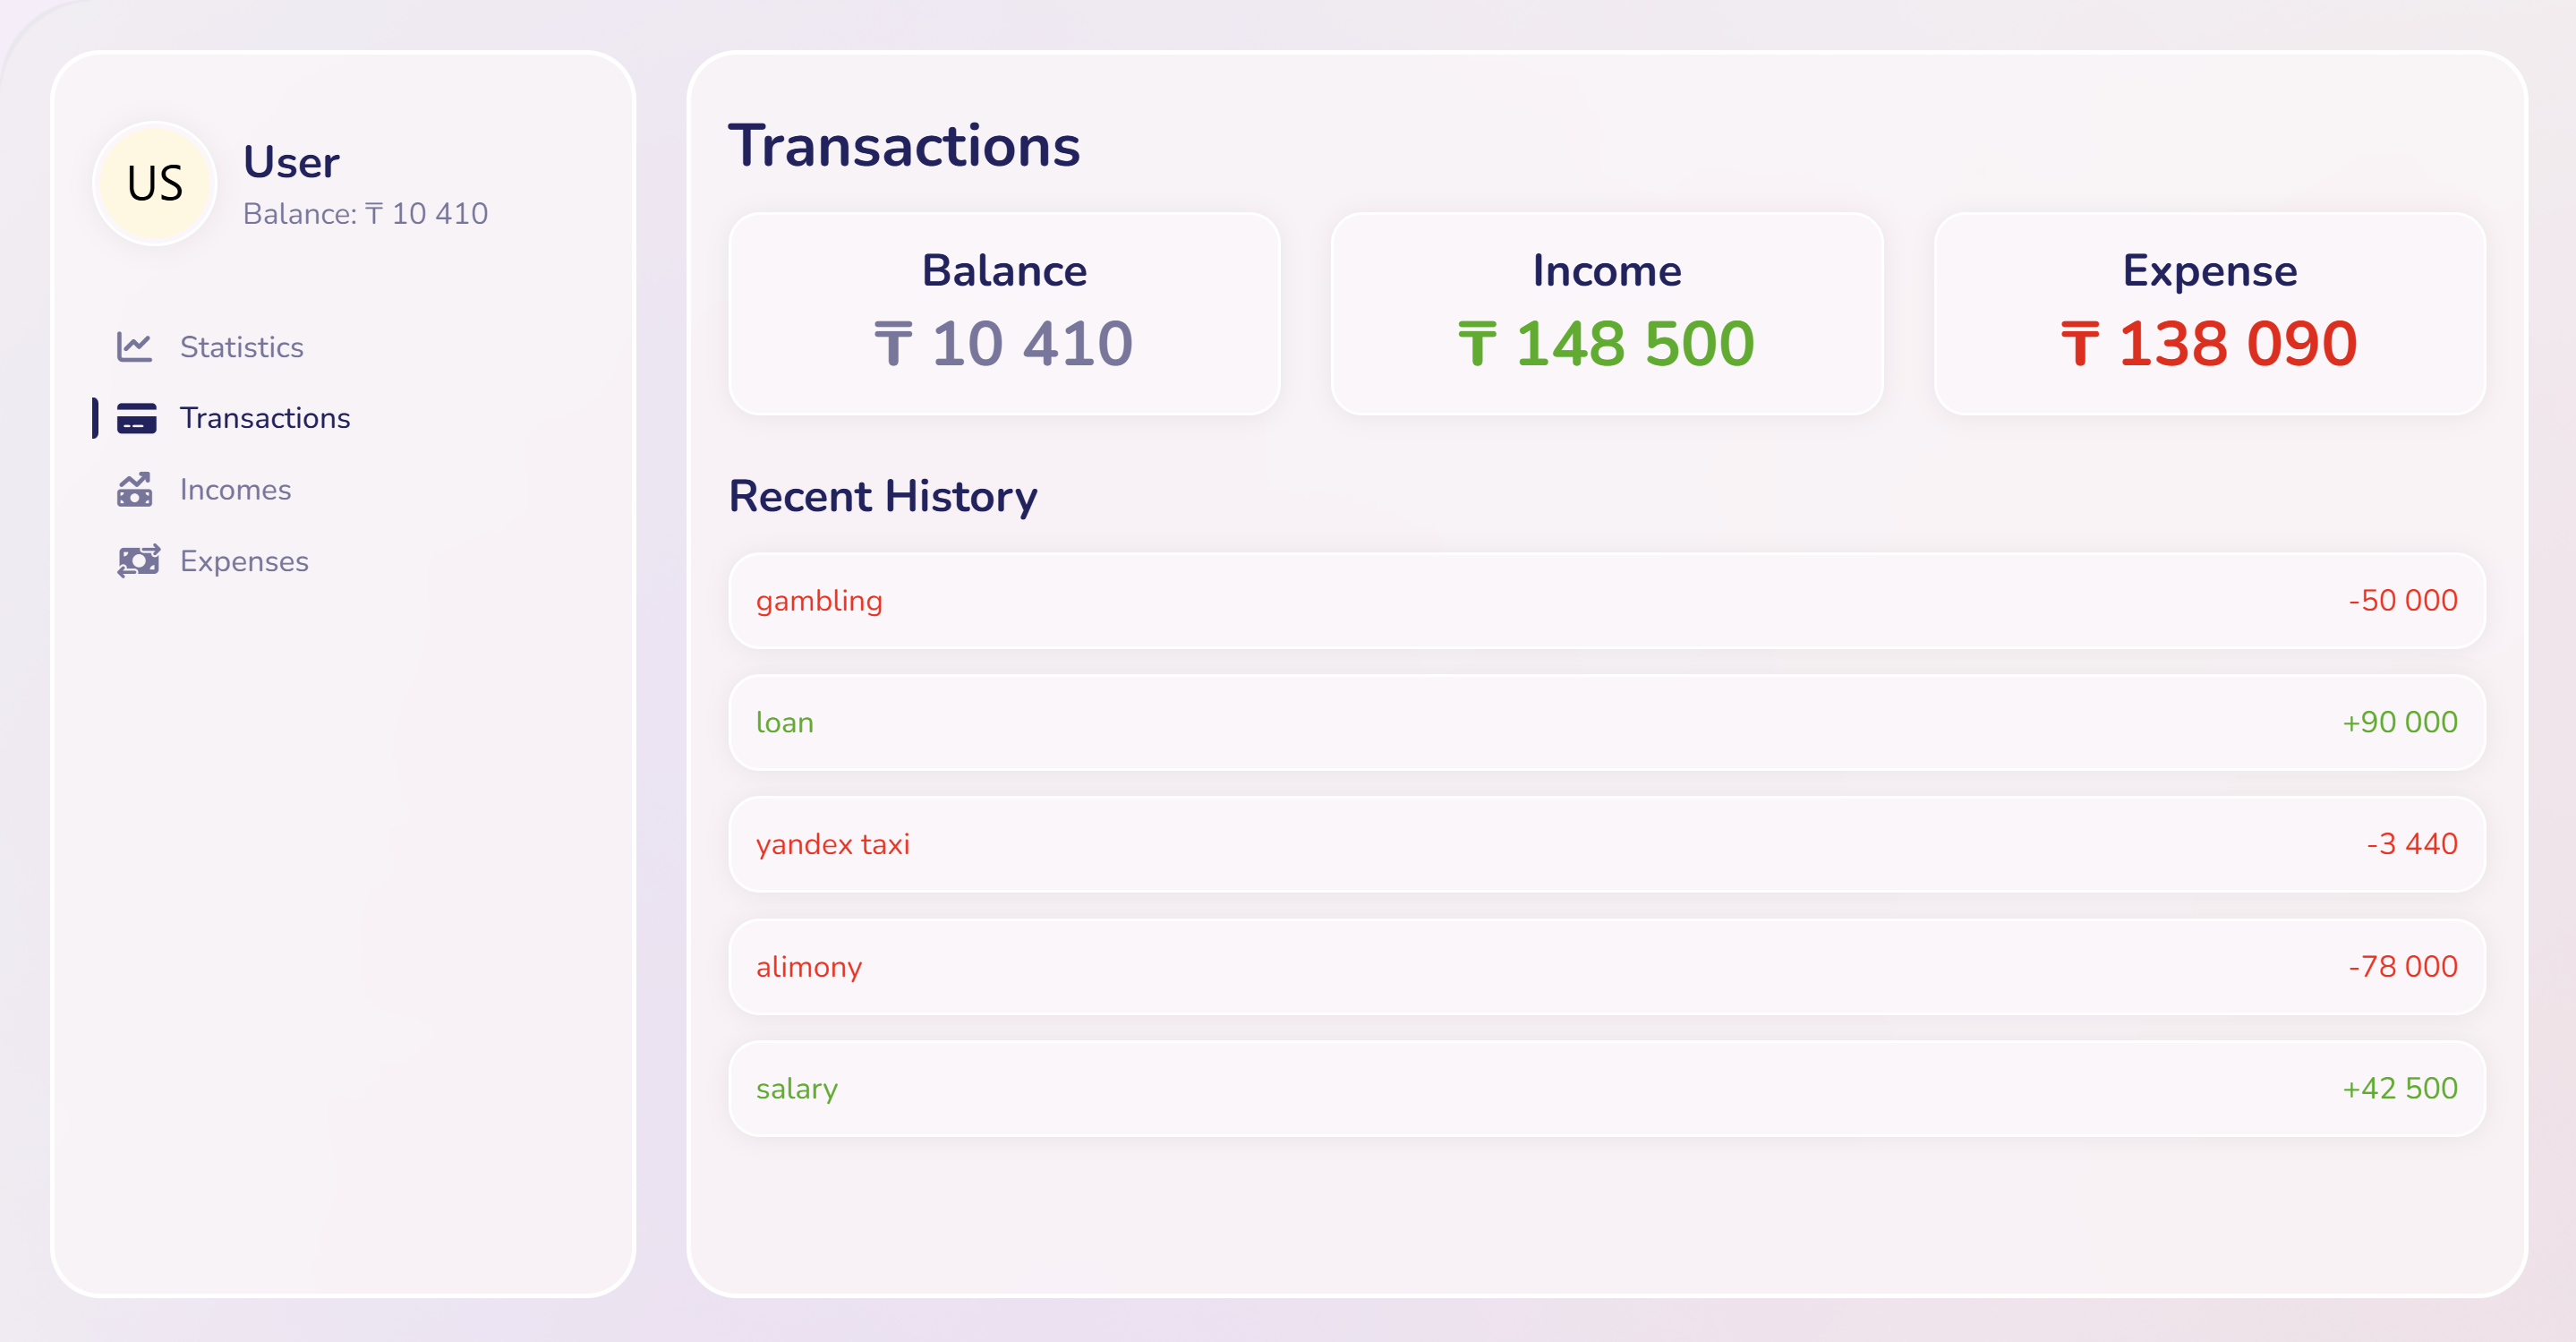 US
User
Balance: ₸ 10 410
Statistics
Transactions
Incomes
Expenses
Transactions
Balance
₸ 10 410
Income
₸ 148 500
Expense
₸ 138 090
Recent History
gambling -50 000
loan +90 000
yandex taxi -3 440
alimony -78 000
salary +42 500